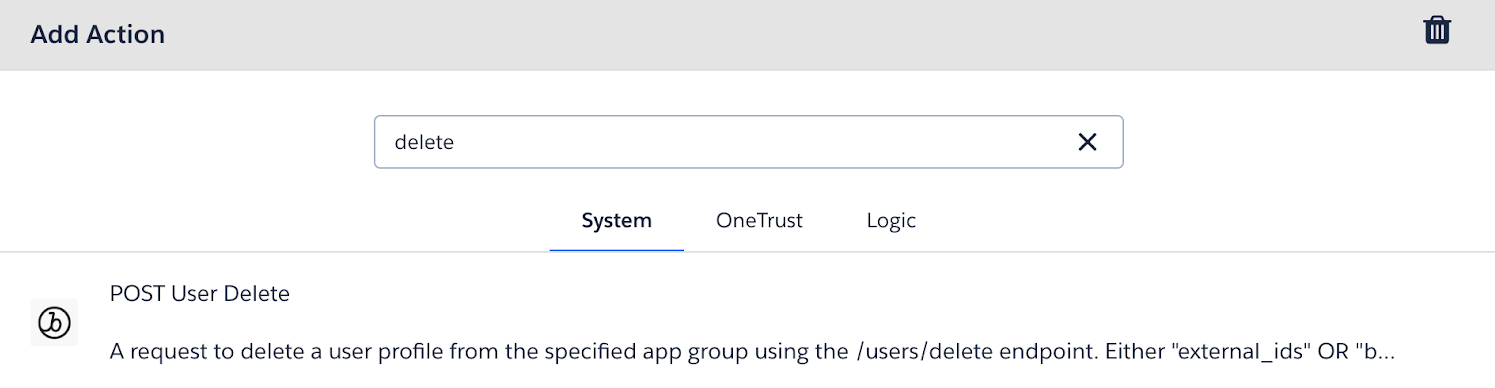 Add Action
delete
System OneTrust Logic
POST User Delete
A request to delete a user profile from the specified app group using the /users/delete endpoint. Either "external_ids" OR "b...